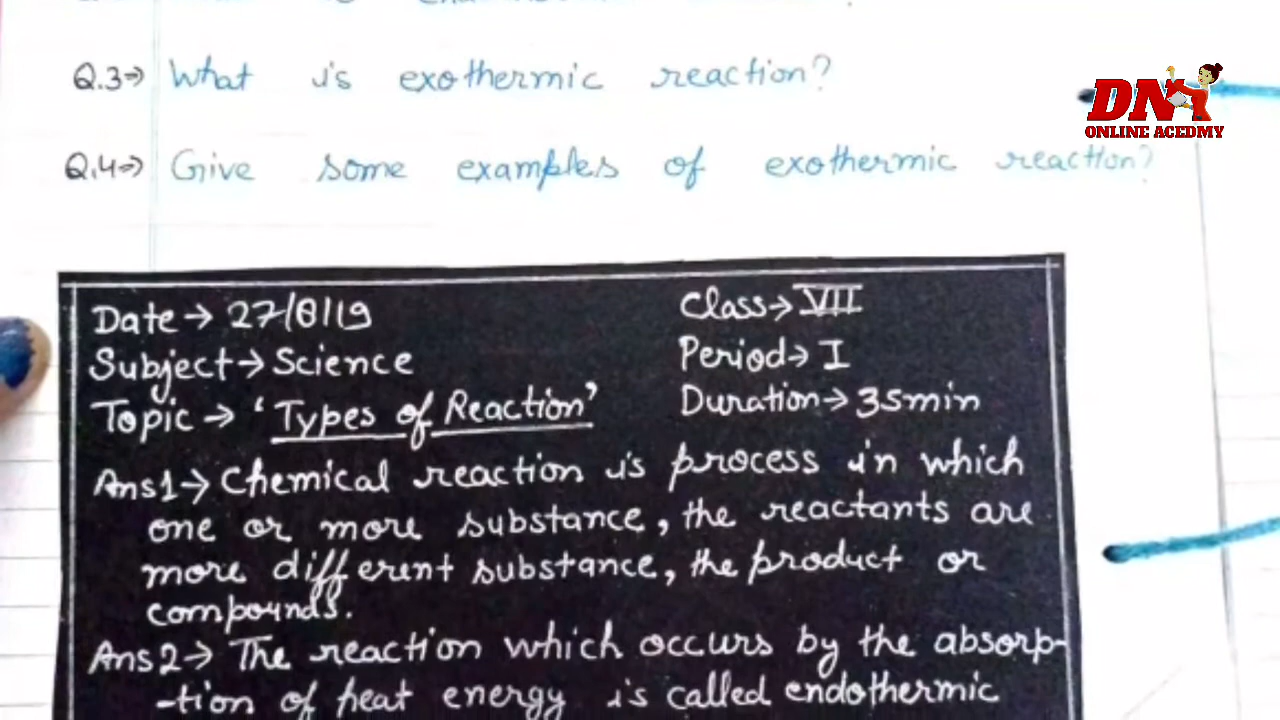 Q.3⇒ What is exothermic reaction?
DN
ONLINE ACEDMY
Q.4⇒ Give some examples of exothermic reaction?
Date → 27/8/19
Class → VII
Subject → Science
Period → I
Topic → ‘Types of Reaction’
Duration → 35min
Ans1 → Chemical reaction is process in which
one or more substance, the reactants are
more different substance, the product or
compounds.
Ans2 → The reaction which occurs by the absorp-
-tion of heat energy is called endothermic